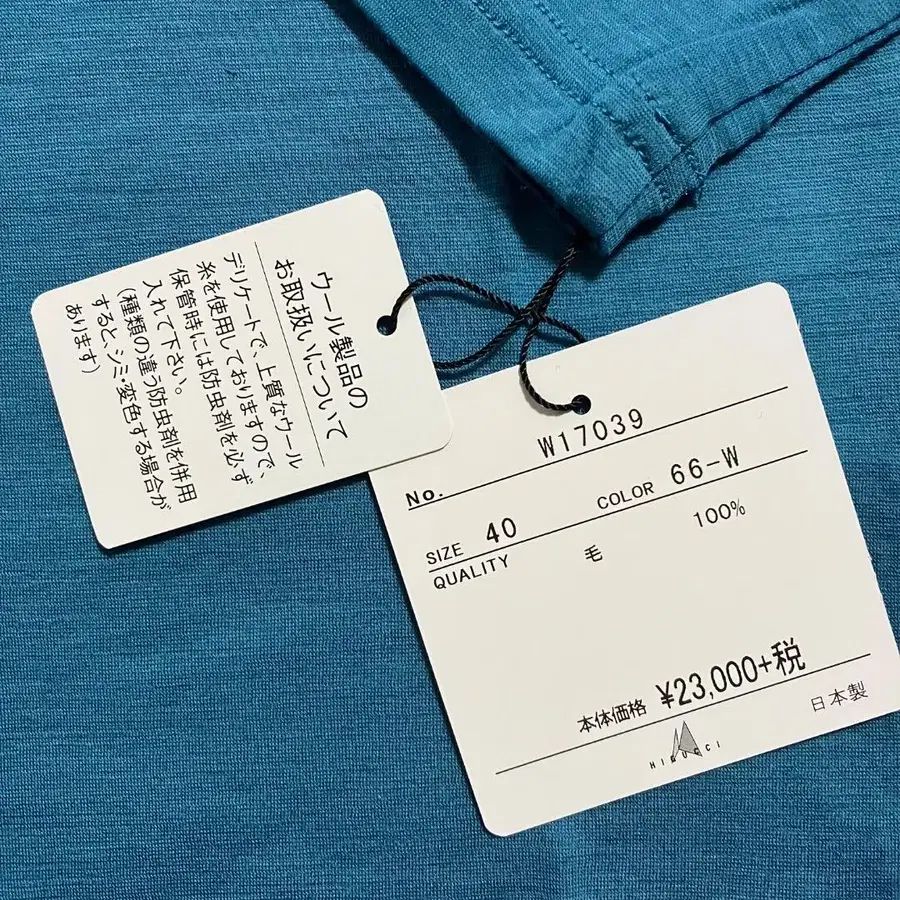 ウール製品の
お取扱いについて
デリケートで、上質なウール
糸を使用しておりますので、
保管時には防虫剤を必ず
入れて下さい。
(種類の違う防虫剤を併用
するとシミ・変色する場合が
あります)
No. W17039
SIZE 40 COLOR 66-W
QUALITY 毛 100%
本体価格 ¥23,000+税
HIGUCCI 日本製